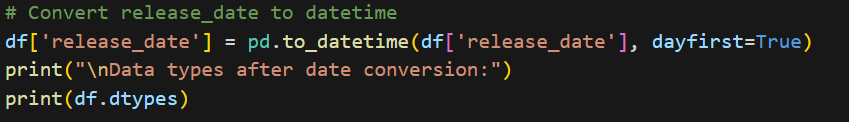 # Convert release_date to datetime
df['release_date'] = pd.to_datetime(df['release_date'], dayfirst=True)
print("\nData types after date conversion:")
print(df.dtypes)